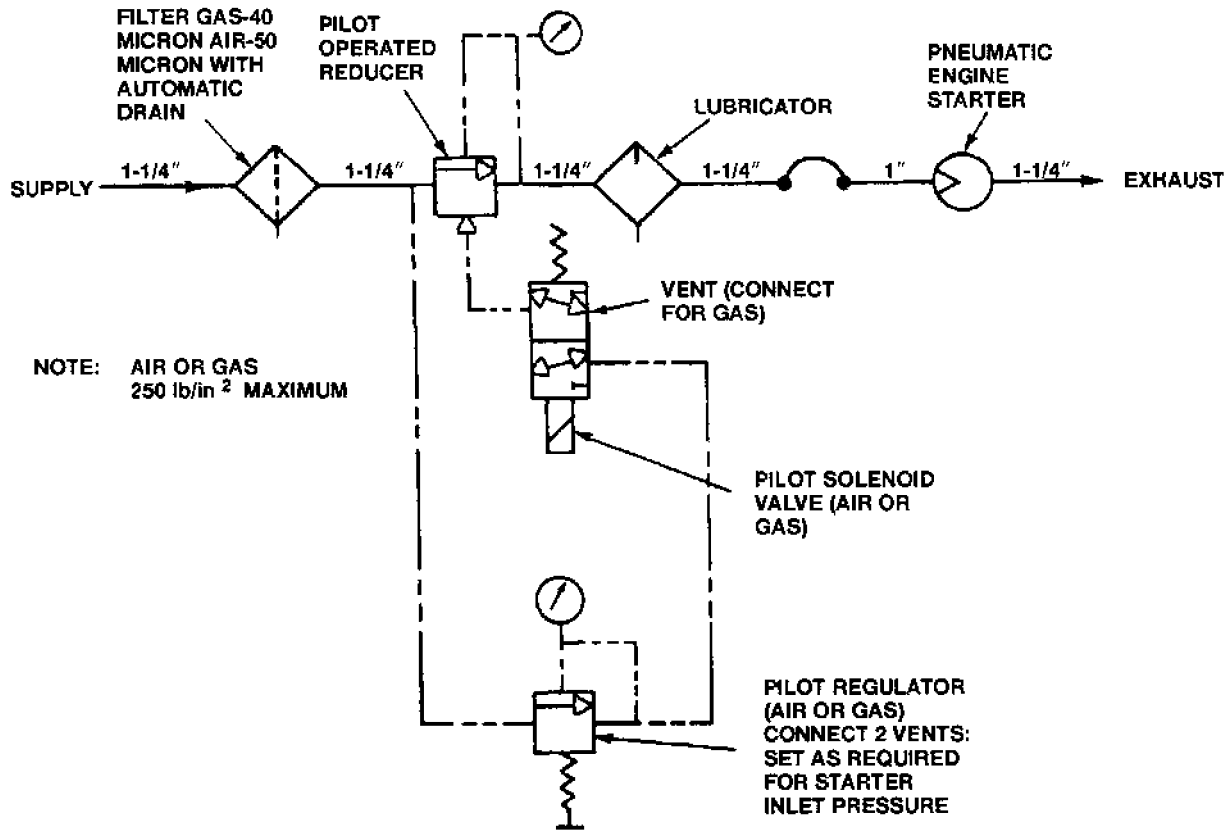 FILTER GAS-40
MICRON AIR-50
MICRON WITH
AUTOMATIC
DRAIN
PILOT
OPERATED
REDUCER
PNEUMATIC
ENGINE
STARTER
LUBRICATOR
SUPPLY
1-1/4"
1-1/4"
1-1/4"
1-1/4"
1"
1-1/4"
EXHAUST
VENT (CONNECT
FOR GAS)
NOTE: AIR OR GAS
250 lb/in 2 MAXIMUM
PILOT SOLENOID
VALVE (AIR OR
GAS)
PILOT REGULATOR
(AIR OR GAS)
CONNECT 2 VENTS:
SET AS REQUIRED
FOR STARTER
INLET PRESSURE